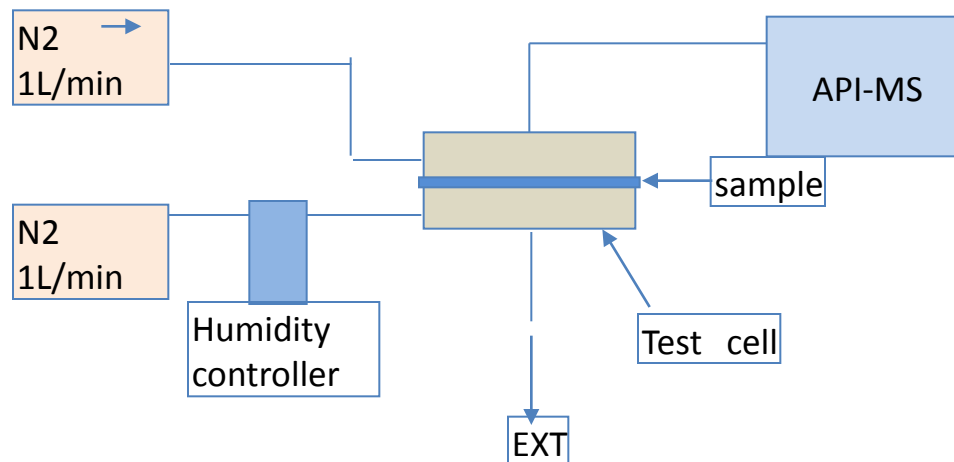 N2
1L/min
API-MS
sample
N2
1L/min
Humidity
controller
Test cell
EXT